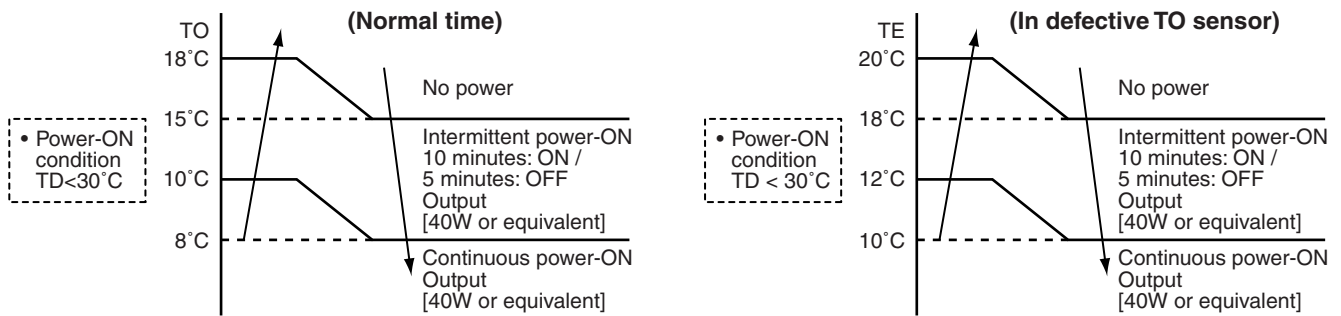 (Normal time)
TO
18˚C
15˚C
10˚C
8˚C
• Power-ON
condition
TD<30˚C
No power
Intermittent power-ON
10 minutes: ON /
5 minutes: OFF
Output
[40W or equivalent]
Continuous power-ON
Output
[40W or equivalent]
(In defective TO sensor)
TE
20˚C
18˚C
12˚C
10˚C
• Power-ON
condition
TD < 30˚C
No power
Intermittent power-ON
10 minutes: ON /
5 minutes: OFF
Output
[40W or equivalent]
Continuous power-ON
Output
[40W or equivalent]